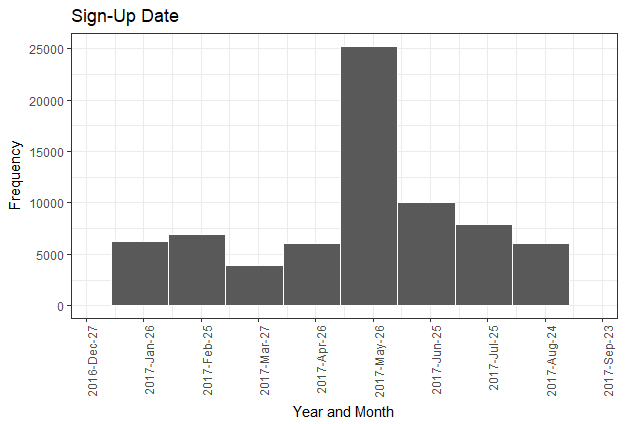 Sign-Up Date
25000
20000
15000
10000
5000
0
Frequency
2016-Dec-27
2017-Jan-26
2017-Feb-25
2017-Mar-27
2017-Apr-26
2017-May-26
2017-Jun-25
2017-Jul-25
2017-Aug-24
2017-Sep-23
Year and Month